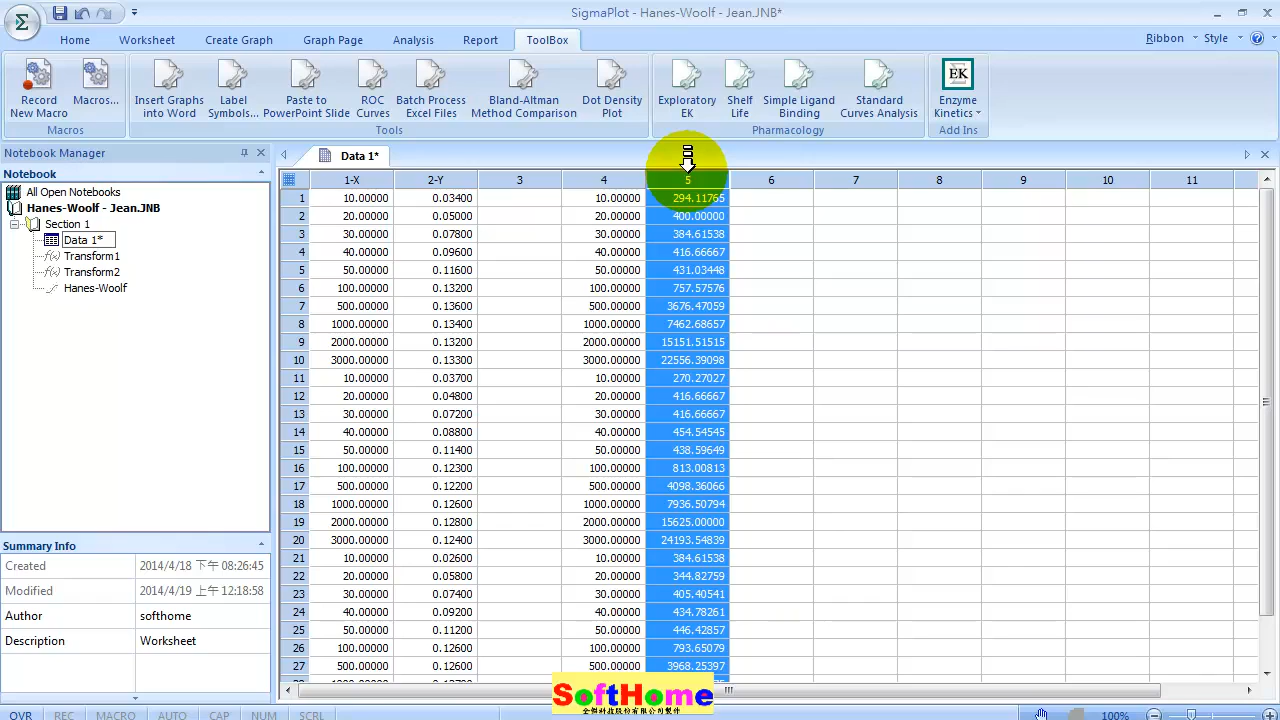 SigmaPlot - Hanes-Woolf - Jean.JNB*
Home Worksheet Create Graph Graph Page Analysis Report ToolBox Ribbon Style
Record New Macro Macros... Insert Graphs into Word Label Symbols... Paste to PowerPoint Slide ROC Curves Batch Process Excel Files Bland-Altman Method Comparison Dot Density Plot Exploratory EK Shelf Life Simple Ligand Binding Standard Curves Analysis EK Enzyme Kinetics
Macros Tools Pharmacology Add Ins
Notebook Manager
Data 1*
Notebook
All Open Notebooks
Hanes-Woolf - Jean.JNB
Section 1
Data 1*
Transform1
Transform2
Hanes-Woolf
Summary Info
Created 2014/4/13 下午 08:26:45
Modified 2014/4/19 上午 12:18:58
Author softhome
Description Worksheet
1-X 2-Y 3 4 5 6 7 8 9 10 11
1 10.00000 0.03400 10.00000 294.11765
2 20.00000 0.05000 20.00000 400.00000
3 30.00000 0.07800 30.00000 384.61538
4 40.00000 0.09600 40.00000 416.66667
5 50.00000 0.11600 50.00000 431.03448
6 100.00000 0.13200 100.00000 757.57576
7 500.00000 0.13600 500.00000 3676.47059
8 1000.00000 0.13400 1000.00000 7462.68657
9 2000.00000 0.13200 2000.00000 15151.51515
10 3000.00000 0.13300 3000.00000 22556.39098
11 10.00000 0.03700 10.00000 270.27027
12 20.00000 0.04800 20.00000 416.66667
13 30.00000 0.07200 30.00000 416.66667
14 40.00000 0.08800 40.00000 454.54545
15 50.00000 0.11400 50.00000 438.59649
16 100.00000 0.12300 100.00000 813.00813
17 500.00000 0.12200 500.00000 4098.36066
18 1000.00000 0.12600 1000.00000 7936.50794
19 2000.00000 0.12800 2000.00000 15625.00000
20 3000.00000 0.12400 3000.00000 24193.54839
21 10.00000 0.02600 10.00000 384.61538
22 20.00000 0.05800 20.00000 344.82759
23 30.00000 0.07400 30.00000 405.40541
24 40.00000 0.09200 40.00000 434.78261
25 50.00000 0.11200 50.00000 446.42857
26 100.00000 0.12600 100.00000 793.65079
27 500.00000 0.12600 500.00000 3968.25397
SoftHome
OVR REC MACRO AUTO CAP NUM SCRL 100%